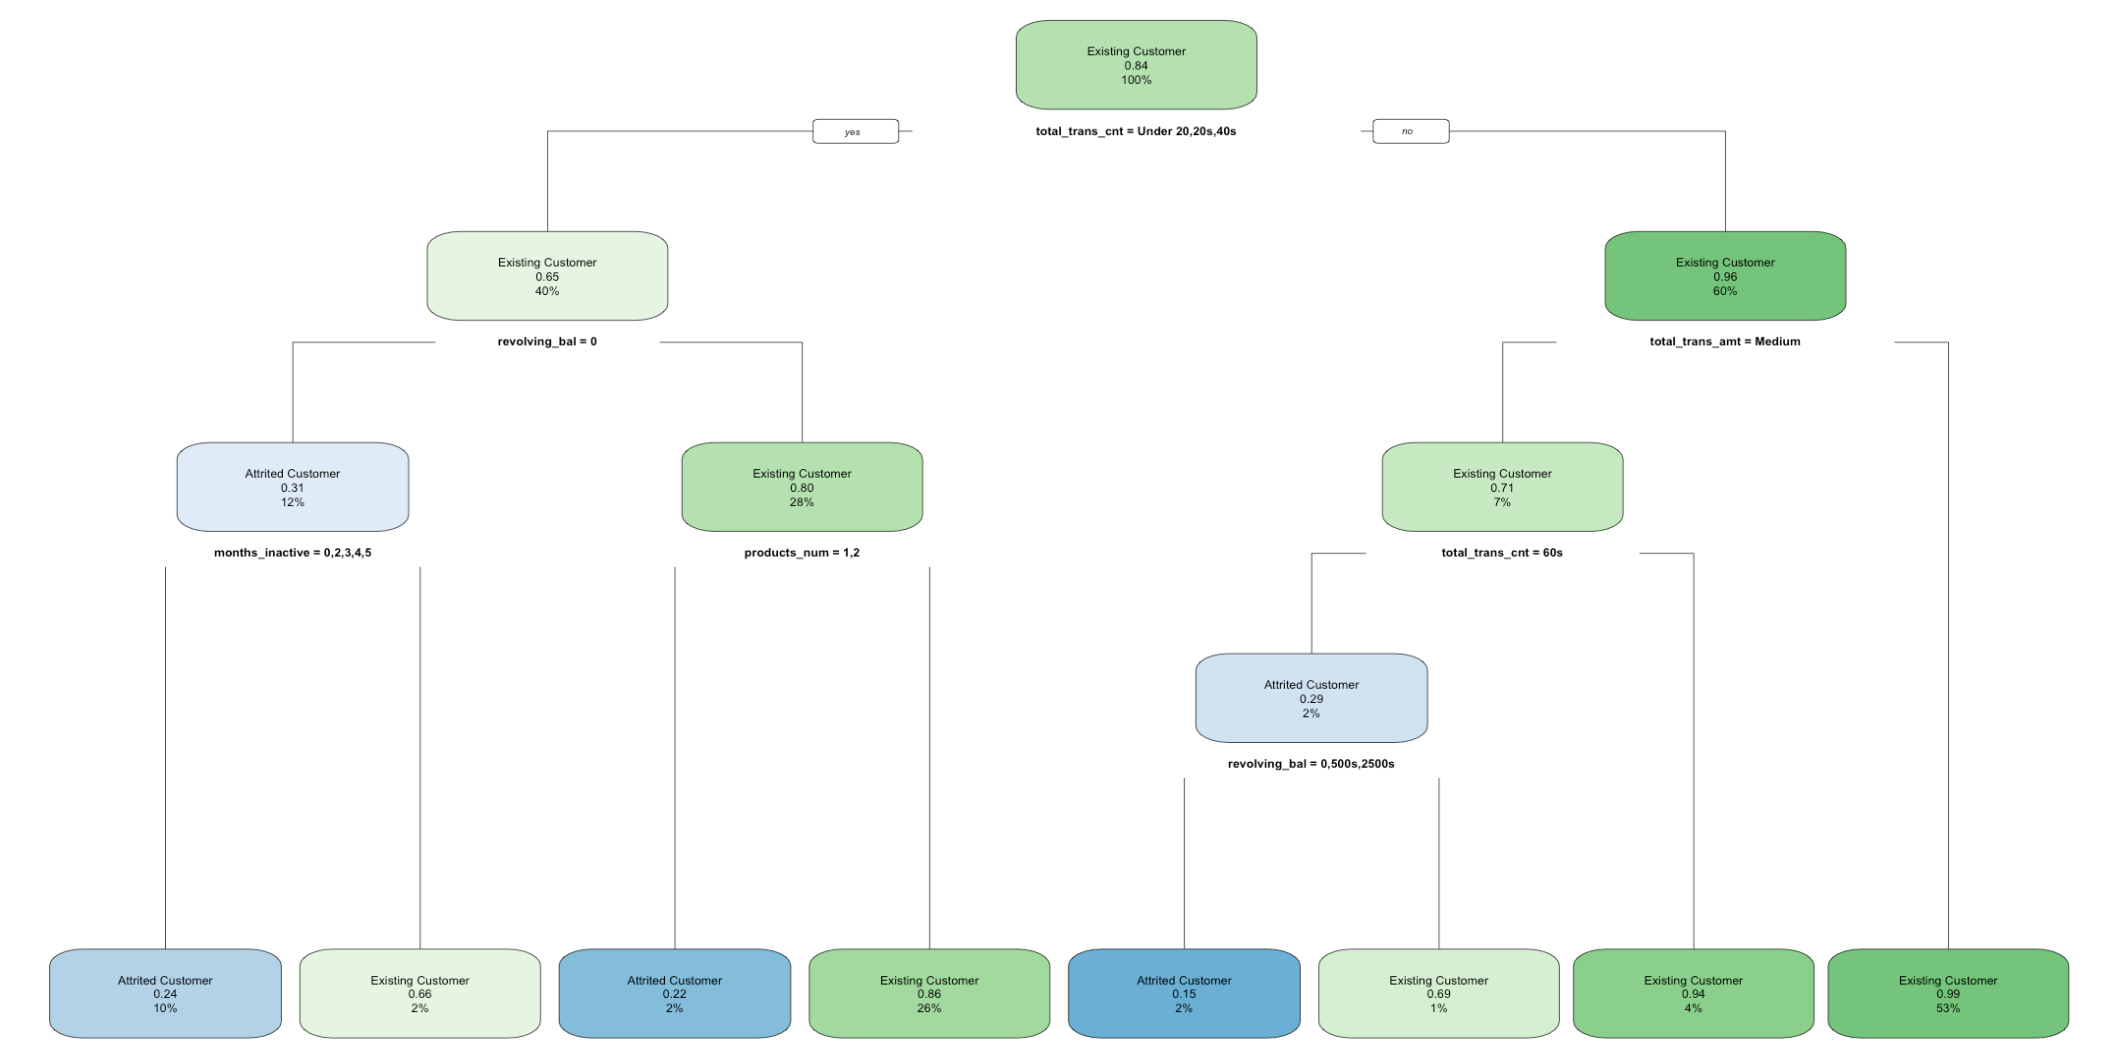 Existing Customer
0.84
100%
yes
total_trans_cnt = Under 20,20s,40s
no
Existing Customer
0.65
40%
Existing Customer
0.96
60%
revolving_bal = 0
total_trans_amt = Medium
Attrited Customer
0.31
12%
Existing Customer
0.80
28%
Existing Customer
0.71
7%
months_inactive = 0,2,3,4,5
products_num = 1,2
total_trans_cnt = 60s
Attrited Customer
0.29
2%
revolving_bal = 0,500s,2500s
Attrited Customer
0.24
10%
Existing Customer
0.66
2%
Attrited Customer
0.22
2%
Existing Customer
0.86
26%
Attrited Customer
0.15
2%
Existing Customer
0.69
1%
Existing Customer
0.94
4%
Existing Customer
0.99
53%